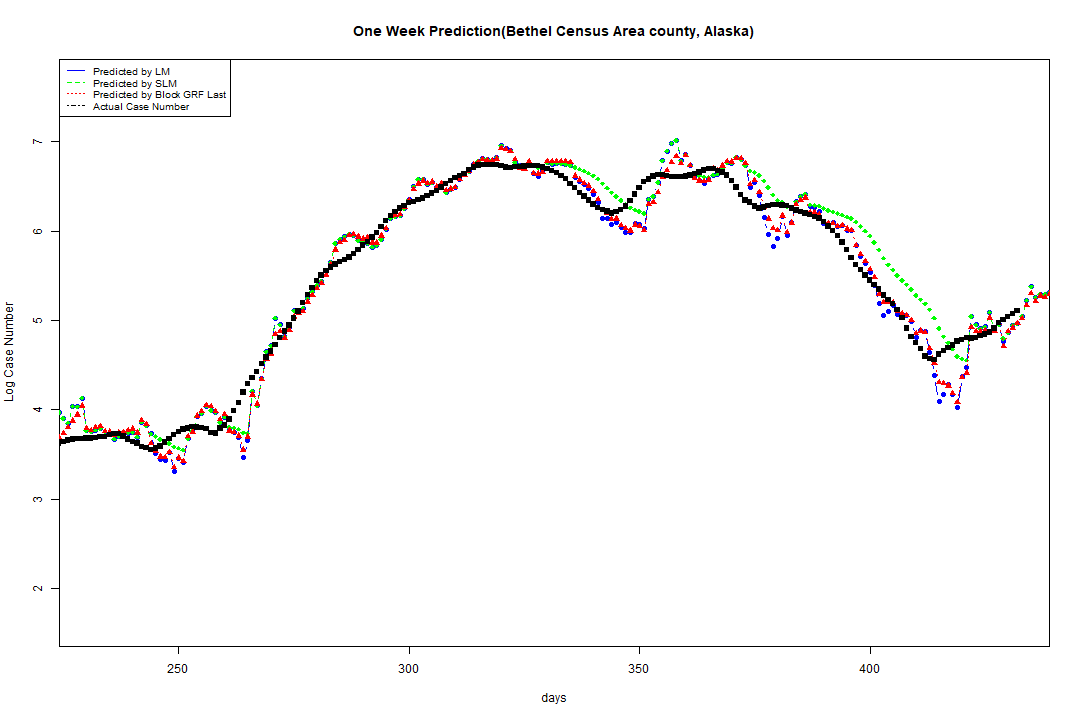 One Week Prediction(Bethel Census Area county, Alaska)
Predicted by LM
Predicted by SLM
Predicted by Block GRF Last
Actual Case Number
7
6
5
4
3
2
Log Case Number
250 300 350 400
days